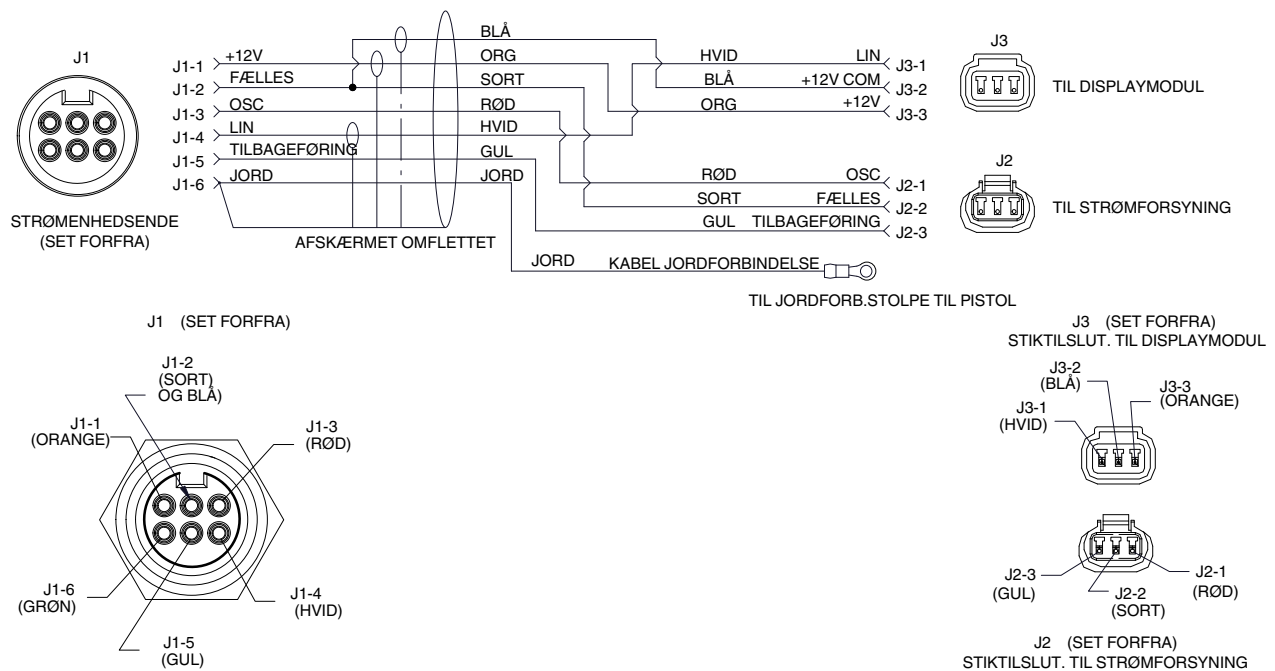 J1
STRØMENHEDSENDE
(SET FORFRA)
J1-1 +12V
J1-2 FÆLLES
J1-3 OSC
J1-4 LIN
J1-5 TILBAGEFØRING
J1-6 JORD
AFSKÆRMET OMFLETTET
BLÅ
ORG
SORT
RØD
HVID
GUL
JORD
HVID LIN J3-1
BLÅ +12V COM J3-2
ORG +12V J3-3
J3
TIL DISPLAYMODUL
RØD OSC J2-1
SORT FÆLLES J2-2
GUL TILBAGEFØRING J2-3
J2
TIL STRØMFORSYNING
JORD KABEL JORDFORBINDELSE
TIL JORDFORB.STOLPE TIL PISTOL
J1 (SET FORFRA)
J1-2
(SORT)
OG BLÅ)
J1-1
(ORANGE)
J1-3
(RØD)
J1-6
(GRØN)
J1-4
(HVID)
J1-5
(GUL)
J3 (SET FORFRA)
STIKTILSLUT. TIL DISPLAYMODUL
J3-2
(BLÅ)
J3-3
(ORANGE)
J3-1
(HVID)
J2-3
(GUL)
J2-2
(SORT)
J2-1
(RØD)
J2 (SET FORFRA)
STIKTILSLUT. TIL STRØMFORSYNING